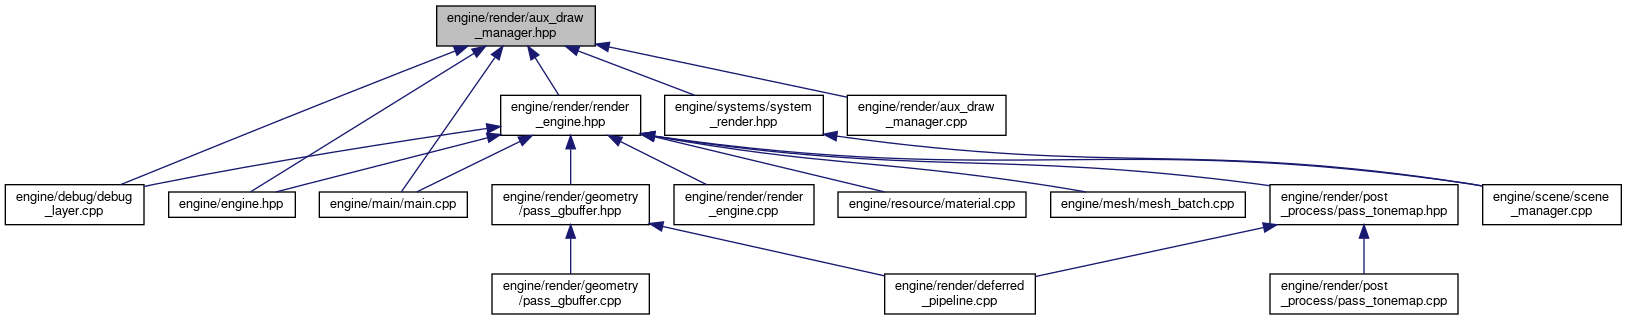 engine/render/aux_draw
_manager.hpp
engine/render/render
_engine.hpp
engine/systems/system
_render.hpp
engine/render/aux_draw
_manager.cpp
engine/debug/debug
_layer.cpp
engine/engine.hpp
engine/main/main.cpp
engine/render/geometry
/pass_gbuffer.hpp
engine/render/render
_engine.cpp
engine/resource/material.cpp
engine/mesh/mesh_batch.cpp
engine/render/post
_process/pass_tonemap.hpp
engine/scene/scene
_manager.cpp
engine/render/geometry
/pass_gbuffer.cpp
engine/render/deferred
_pipeline.cpp
engine/render/post
_process/pass_tonemap.cpp